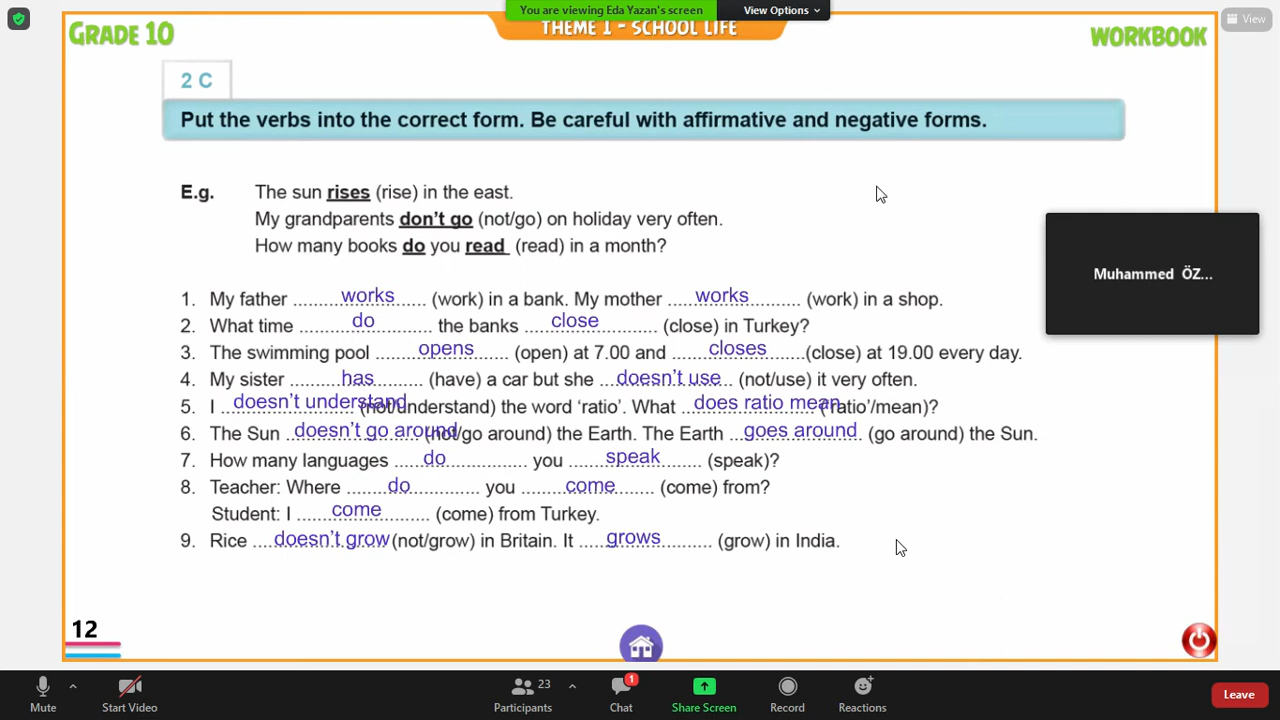 You are viewing Eda Yazan's screen View Options
View
GRADE 10
THEME 1 - SCHOOL LIFE
WORKBOOK
2 C
Put the verbs into the correct form. Be careful with affirmative and negative forms.
E.g. The sun rises (rise) in the east.
My grandparents don't go (not/go) on holiday very often.
How many books do you read (read) in a month?
Muhammed ÖZ...
1. My father works (work) in a bank. My mother works (work) in a shop.
2. What time do the banks close (close) in Turkey?
3. The swimming pool opens (open) at 7.00 and closes (close) at 19.00 every day.
4. My sister has (have) a car but she doesn't use (not/use) it very often.
5. I doesn't understand (not/understand) the word 'ratio'. What does ratio mean ('ratio'/mean)?
6. The Sun doesn't go around (not/go around) the Earth. The Earth goes around (go around) the Sun.
7. How many languages do you speak (speak)?
8. Teacher: Where do you come (come) from?
Student: I come (come) from Turkey.
9. Rice doesn't grow (not/grow) in Britain. It grows (grow) in India.
12
Mute
Start Video
23
Participants
1
Chat
Share Screen
Record
Reactions
Leave